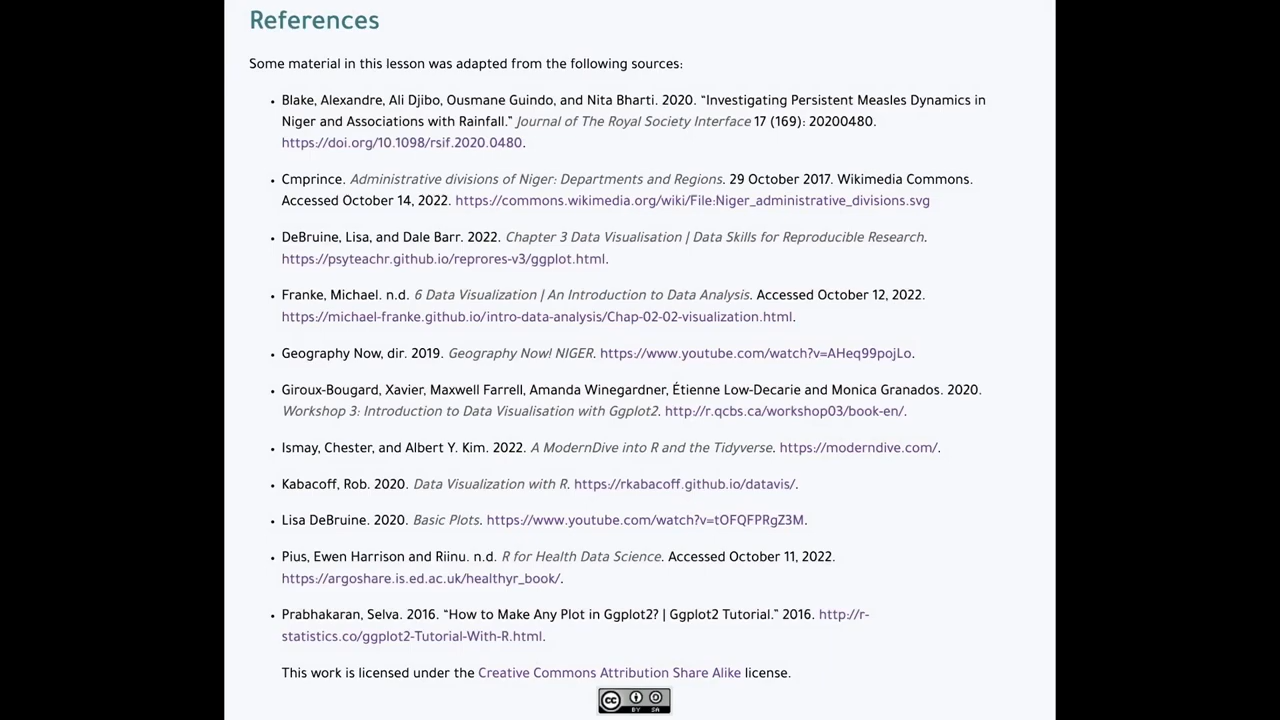 References
Some material in this lesson was adapted from the following sources:
• Blake, Alexandre, Ali Djibo, Ousmane Guindo, and Nita Bharti. 2020. “Investigating Persistent Measles Dynamics in
Niger and Associations with Rainfall.” Journal of The Royal Society Interface 17 (169): 20200480.
https://doi.org/10.1098/rsif.2020.0480.
• Cmprince. Administrative divisions of Niger: Departments and Regions. 29 October 2017. Wikimedia Commons.
Accessed October 14, 2022. https://commons.wikimedia.org/wiki/File:Niger_administrative_divisions.svg
• DeBruine, Lisa, and Dale Barr. 2022. Chapter 3 Data Visualisation | Data Skills for Reproducible Research.
https://psyteachr.github.io/reprores-v3/ggplot.html.
• Franke, Michael. n.d. 6 Data Visualization | An Introduction to Data Analysis. Accessed October 12, 2022.
https://michael-franke.github.io/intro-data-analysis/Chap-02-02-visualization.html.
• Geography Now, dir. 2019. Geography Now! NIGER. https://www.youtube.com/watch?v=AHeq99pojLo.
• Giroux-Bougard, Xavier, Maxwell Farrell, Amanda Winegardner, Étienne Low-Decarie and Monica Granados. 2020.
Workshop 3: Introduction to Data Visualisation with Ggplot2. http://r.qcbs.ca/workshop03/book-en/.
• Ismay, Chester, and Albert Y. Kim. 2022. A ModernDive into R and the Tidyverse. https://moderndive.com/.
• Kabacoff, Rob. 2020. Data Visualization with R. https://rkabacoff.github.io/datavis/.
• Lisa DeBruine. 2020. Basic Plots. https://www.youtube.com/watch?v=tOFQFPRgZ3M.
• Pius, Ewen Harrison and Riinu. n.d. R for Health Data Science. Accessed October 11, 2022.
https://argoshare.is.ed.ac.uk/healthyr_book/.
• Prabhakaran, Selva. 2016. “How to Make Any Plot in Ggplot2? | Ggplot2 Tutorial.” 2016. http://r-
statistics.co/ggplot2-Tutorial-With-R.html.
This work is licensed under the Creative Commons Attribution Share Alike license.
cc BY SA